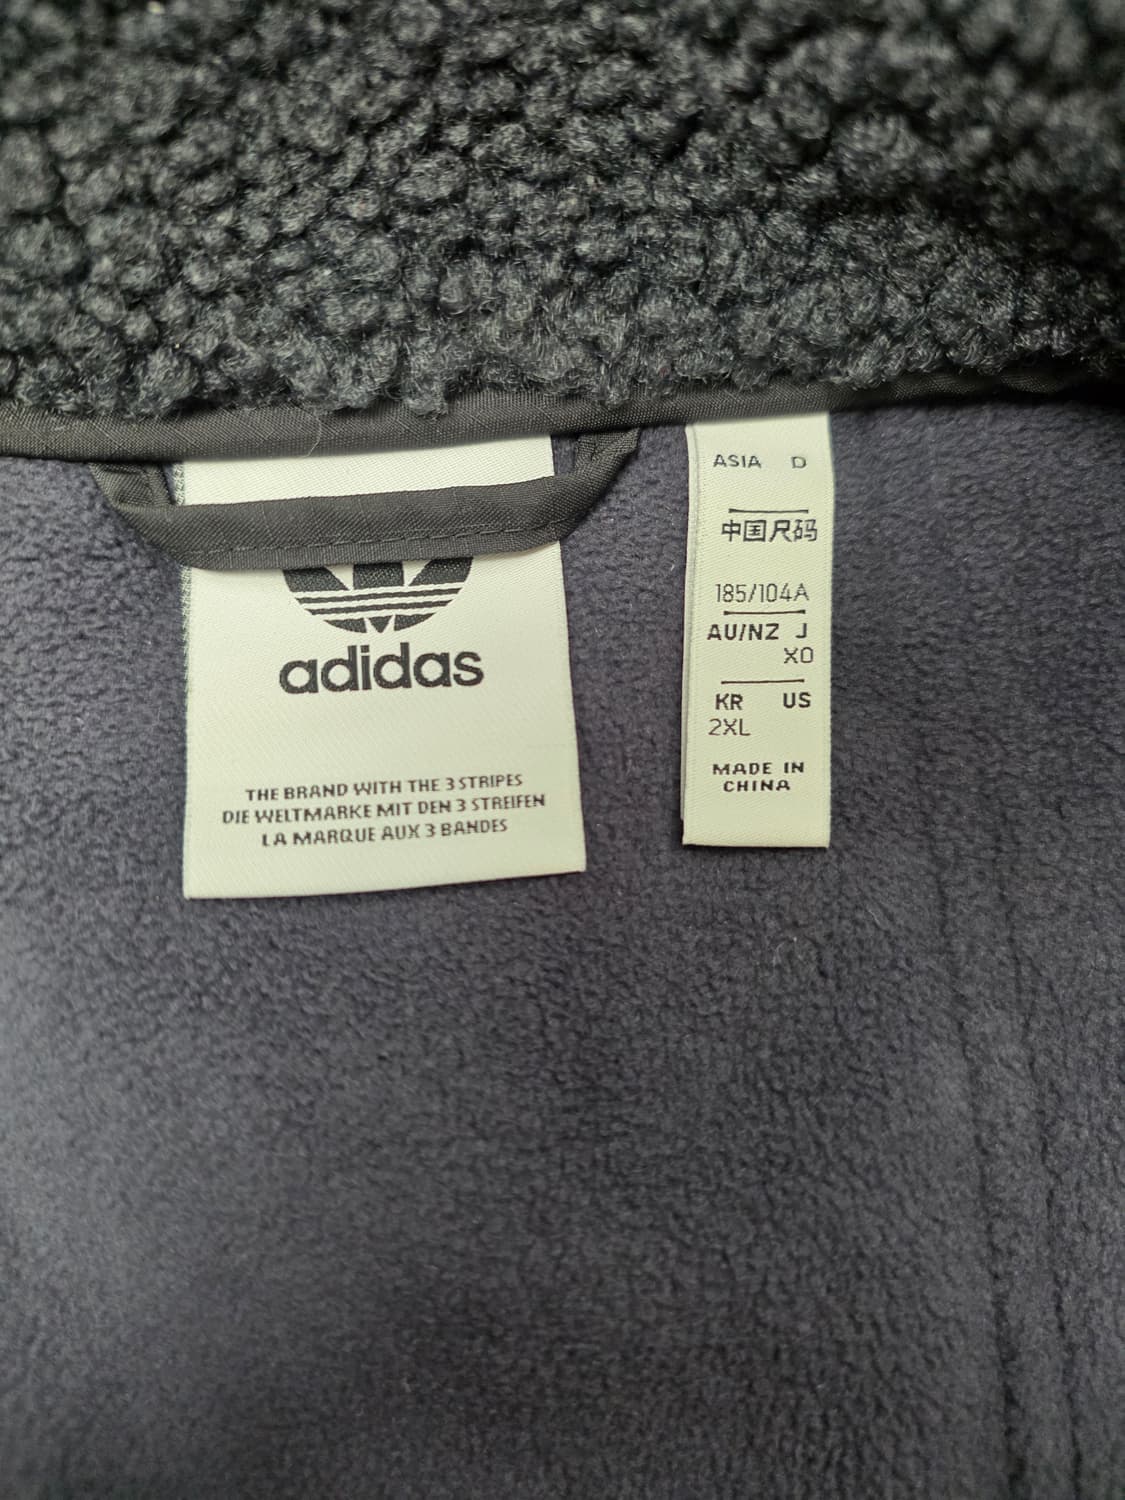 adidas
THE BRAND WITH THE 3 STRIPES
DIE WELTMARKE MIT DEN 3 STREIFEN
LA MARQUE AUX 3 BANDES
ASIA D
中国尺码
185/104A
AU/NZ J
XO
KR US
2XL
MADE IN
CHINA